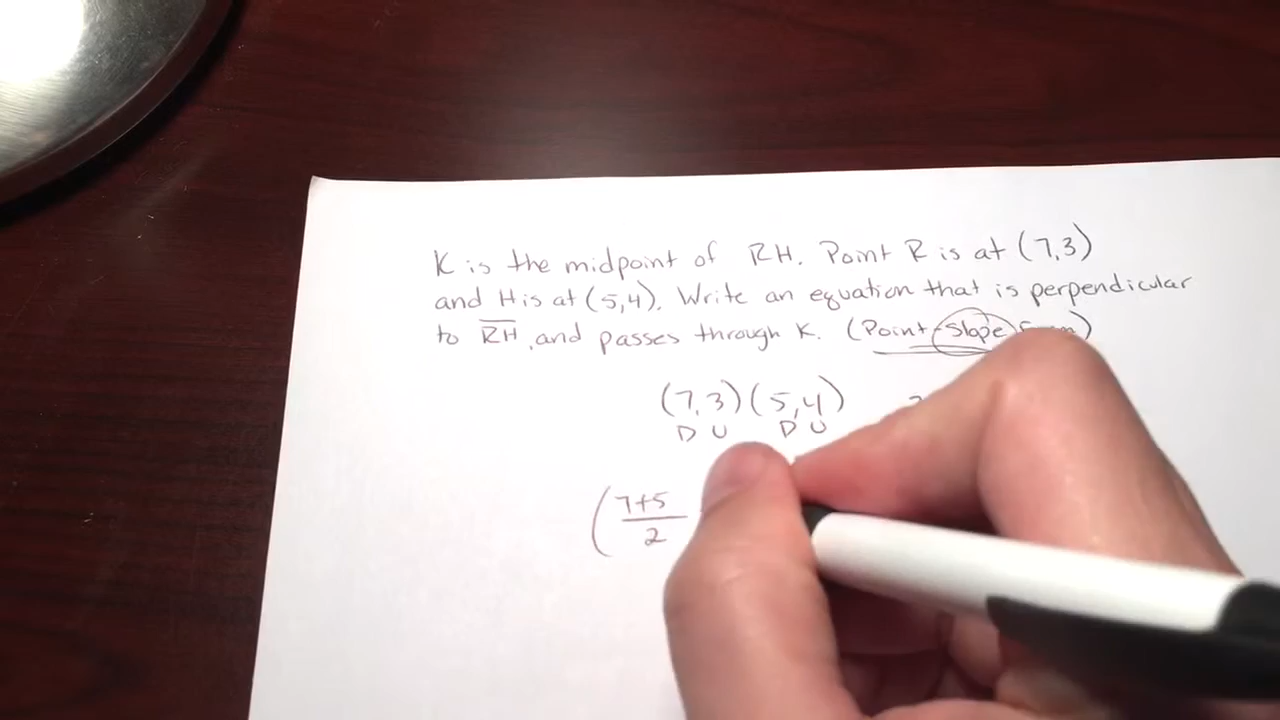 K is the midpoint of RH. Point R is at (7,3)
and H is at (5,4). Write an equation that is perpendicular
to RH, and passes through K. (Point-Slope
(7,3)(5,4)
D U D U
(7+5
2